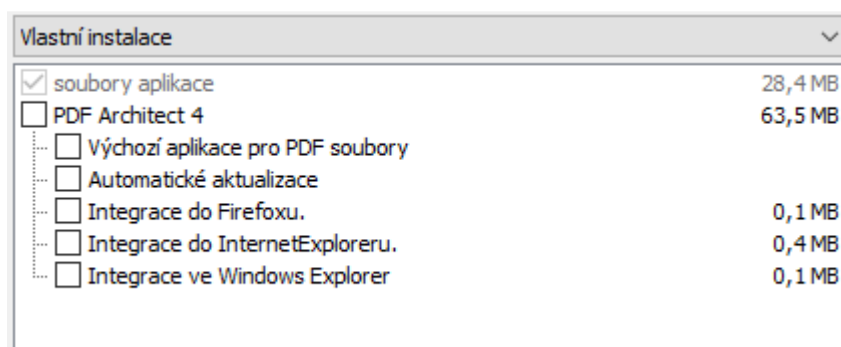 Vlastní instalace
soubory aplikace 28,4 MB
PDF Architect 4 63,5 MB
Výchozí aplikace pro PDF soubory
Automatické aktualizace
Integrace do Firefoxu. 0,1 MB
Integrace do InternetExploreru. 0,4 MB
Integrace ve Windows Explorer 0,1 MB